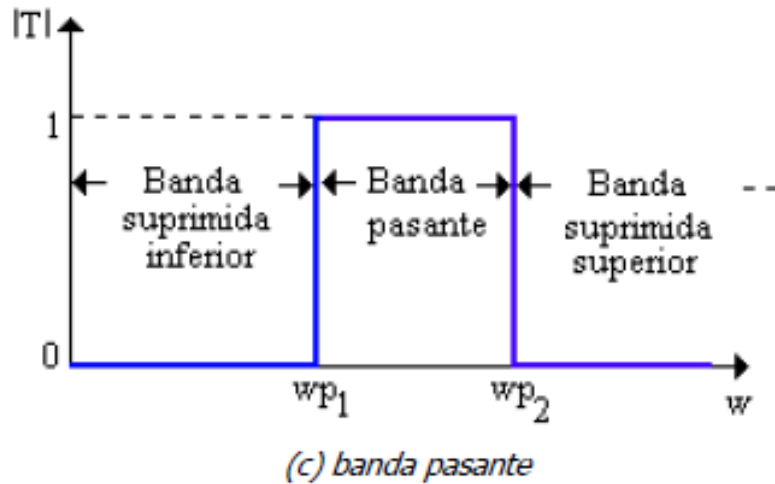 |T|
1
Banda suprimida inferior
Banda pasante
Banda suprimida superior
0
wp1
wp2
w
(c) banda pasante